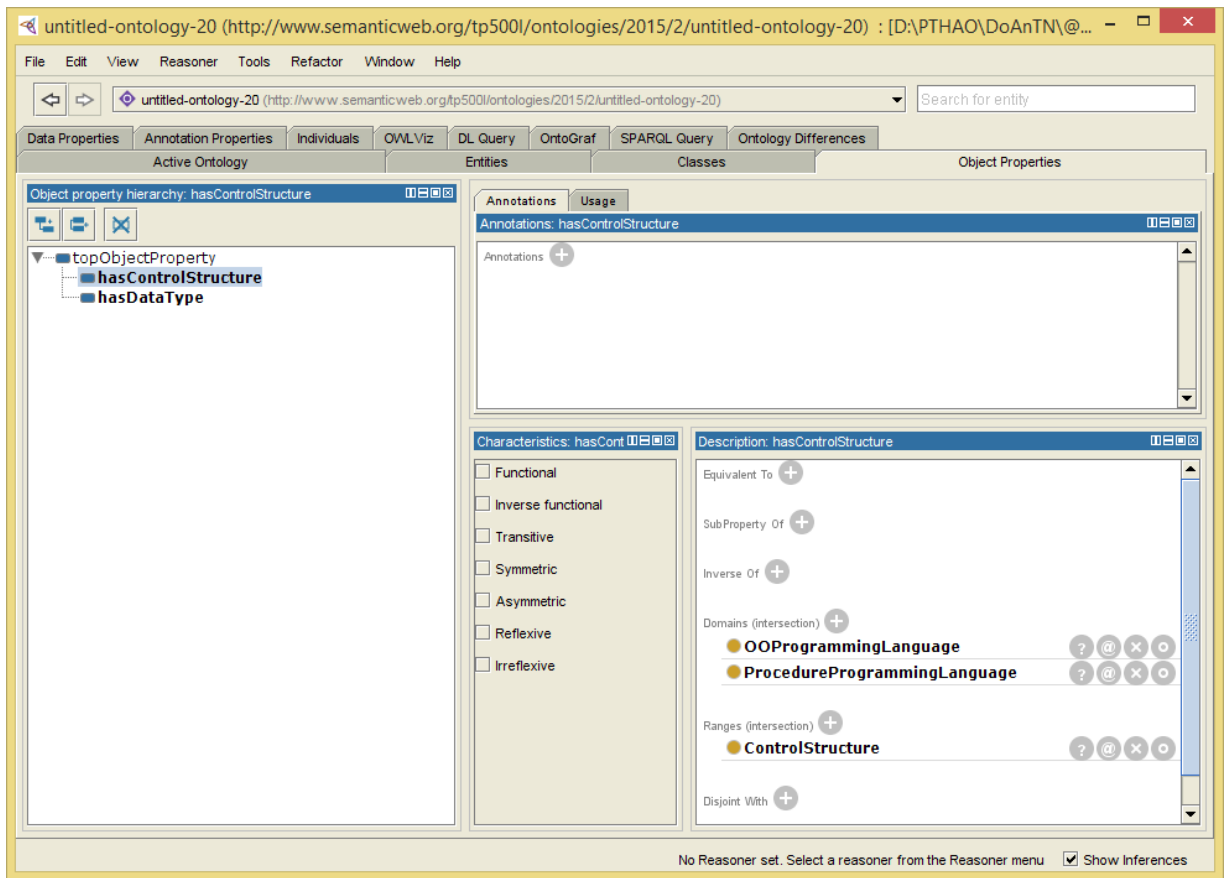 untitled-ontology-20 (http://www.semanticweb.org/tp500l/ontologies/2015/2/untitled-ontology-20) : [D:\PTHAO\DoAnTN\@...
File Edit View Reasoner Tools Refactor Window Help
untitled-ontology-20 (http://www.semanticweb.org/tp500l/ontologies/2015/2/untitled-ontology-20)
Search for entity
Data Properties Annotation Properties Individuals OWLViz DL Query OntoGraf SPARQL Query Ontology Differences
Active Ontology Entities Classes Object Properties
Object property hierarchy: hasControlStructure
topObjectProperty
hasControlStructure
hasDataType
Annotations Usage
Annotations: hasControlStructure
Annotations
Characteristics: hasCont
Functional
Inverse functional
Transitive
Symmetric
Asymmetric
Reflexive
Irreflexive
Description: hasControlStructure
Equivalent To
SubProperty Of
Inverse Of
Domains (intersection)
OOProgrammingLanguage
ProcedureProgrammingLanguage
Ranges (intersection)
ControlStructure
Disjoint With
No Reasoner set. Select a reasoner from the Reasoner menu Show Inferences